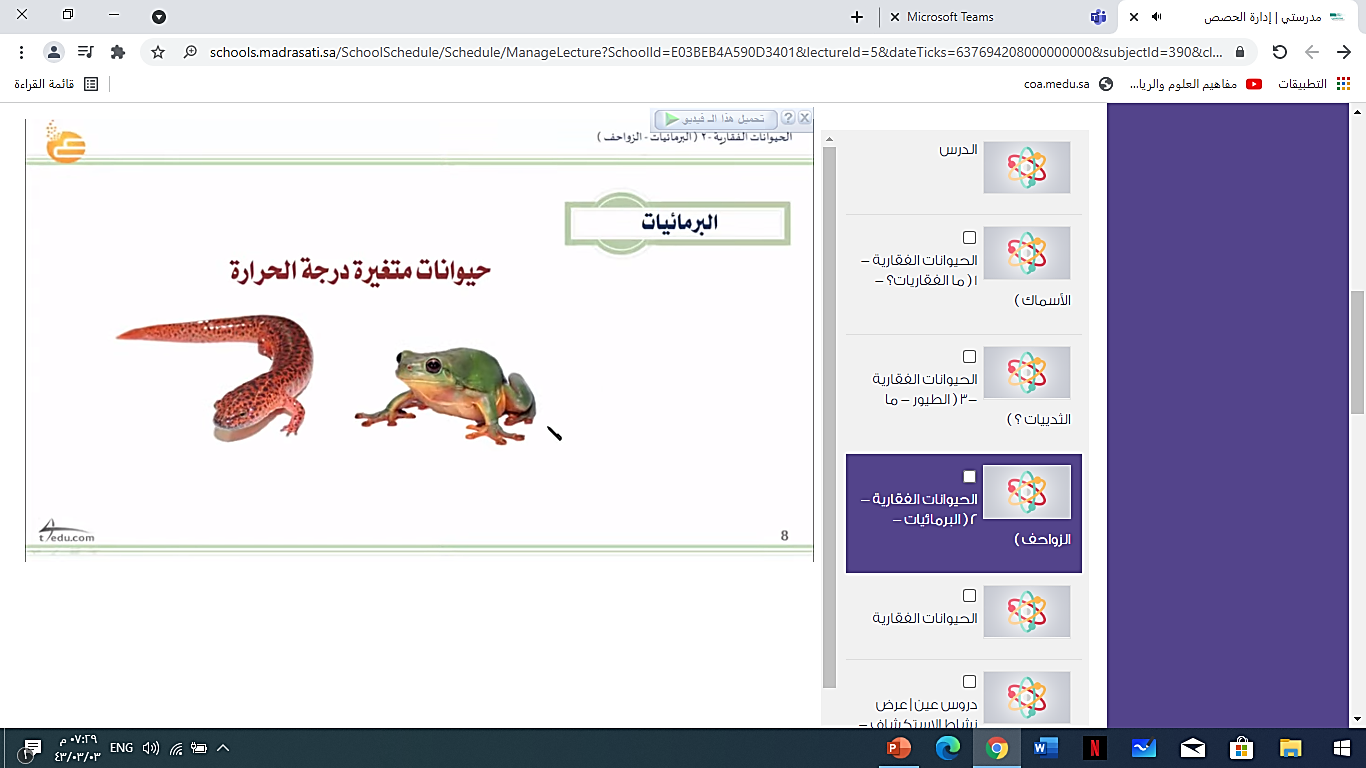 مدرستي | إدارة الحصص
Microsoft Teams
schools.madrasati.sa/SchoolSchedule/Schedule/ManageLecture?SchoolId=E03BEB4A590D3401&lectureId=5&dateTicks=637694208000000000&subjectId=390&cl...
التطبيقات
مفاهيم العلوم والريا...
coa.medu.sa
قائمة القراءة
تحميل هذا الـ فيديو
الحيوانات الفقارية -٢ ( البرمائيات - الزواحف )
البرمائيات
حيوانات متغيرة درجة الحرارة
t4edu.com
8
الدرس
الحيوانات الفقارية –
١ ( ما الفقاريات؟ –
الأسماك )
الحيوانات الفقارية
–٣ ( الطيور – ما
الثدييات ؟ )
الحيوانات الفقارية –
٢ ( البرمائيات –
الزواحف )
الحيوانات الفقارية
دروس عين | عرض
نشاط الاستكشاف –
ENG
٠٧:٢٩ م
٤٣/٠٣/٠٣